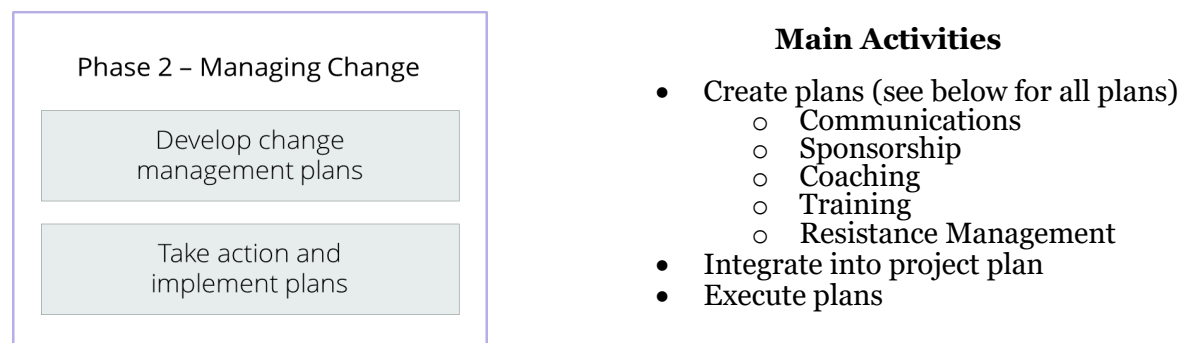 Phase 2 – Managing Change
Develop change
management plans
Take action and
implement plans
Main Activities
• Create plans (see below for all plans)
o Communications
o Sponsorship
o Coaching
o Training
o Resistance Management
• Integrate into project plan
• Execute plans